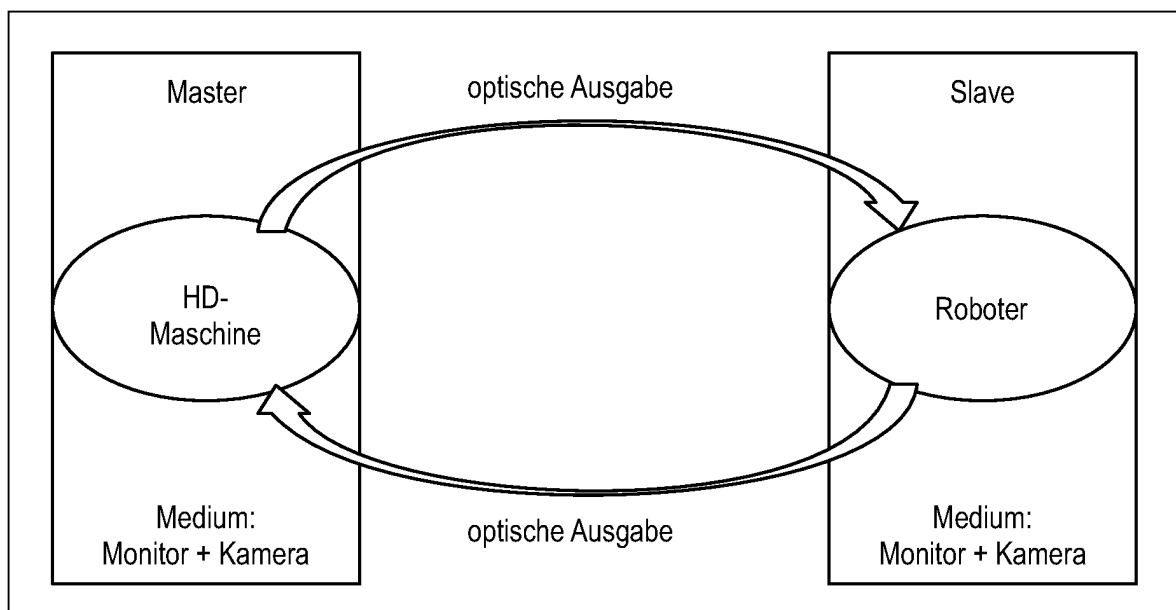 Master
optische Ausgabe
Slave
HD-
Maschine
Roboter
Medium:
Monitor + Kamera
optische Ausgabe
Medium:
Monitor + Kamera